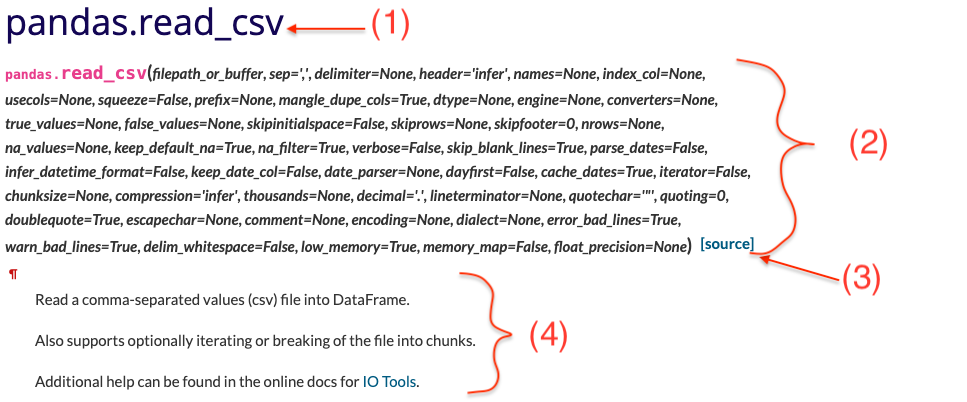 pandas.read_csv (1)
pandas.read_csv(filepath_or_buffer, sep=',', delimiter=None, header='infer', names=None, index_col=None,
usecols=None, squeeze=False, prefix=None, mangle_dupe_cols=True, dtype=None, engine=None, converters=None,
true_values=None, false_values=None, skipinitialspace=False, skiprows=None, skipfooter=0, nrows=None,
(2)
na_values=None, keep_default_na=True, na_filter=True, verbose=False, skip_blank_lines=True, parse_dates=False,
infer_datetime_format=False, keep_date_col=False, date_parser=None, dayfirst=False, cache_dates=True, iterator=False,
chunksize=None, compression='infer', thousands=None, decimal='.', lineterminator=None, quotechar='"', quoting=0,
doublequote=True, escapechar=None, comment=None, encoding=None, dialect=None, error_bad_lines=True,
warn_bad_lines=True, delim_whitespace=False, low_memory=True, memory_map=False, float_precision=None) [source]
¶
(3)
Read a comma-separated values (csv) file into DataFrame.
Also supports optionally iterating or breaking of the file into chunks.
(4)
Additional help can be found in the online docs for IO Tools.